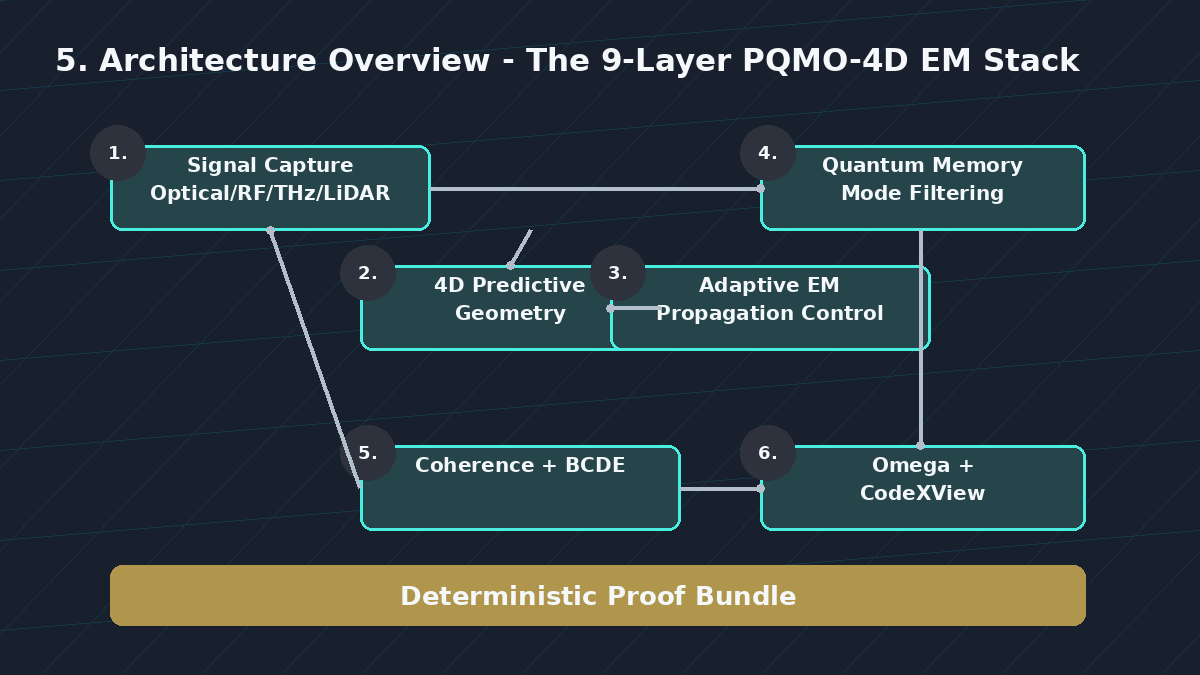 5. Architecture Overview - The 9-Layer PQMO-4D EM Stack
1.
Signal Capture
Optical/RF/THz/LiDAR
4.
Quantum Memory
Mode Filtering
2.
4D Predictive
Geometry
3.
Adaptive EM
Propagation Control
5.
Coherence + BCDE
6.
Omega +
CodeXView
Deterministic Proof Bundle